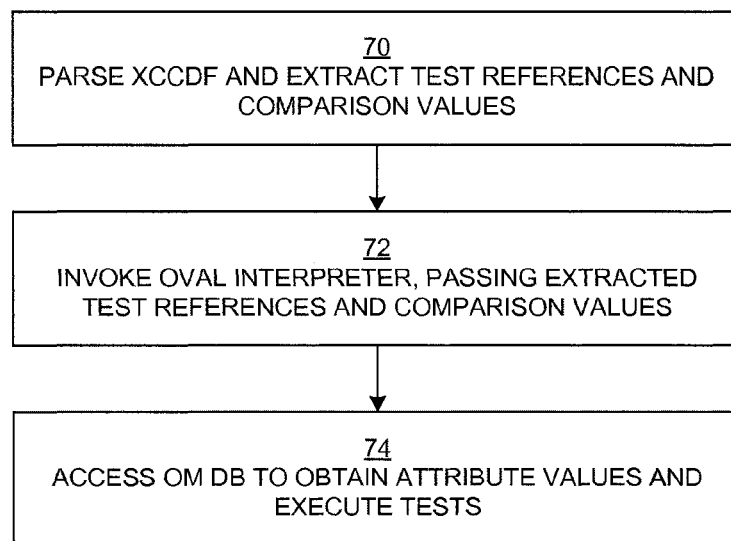 70
PARSE XCCDF AND EXTRACT TEST REFERENCES AND
COMPARISON VALUES
72
INVOKE OVAL INTERPRETER, PASSING EXTRACTED
TEST REFERENCES AND COMPARISON VALUES
74
ACCESS OM DB TO OBTAIN ATTRIBUTE VALUES AND
EXECUTE TESTS